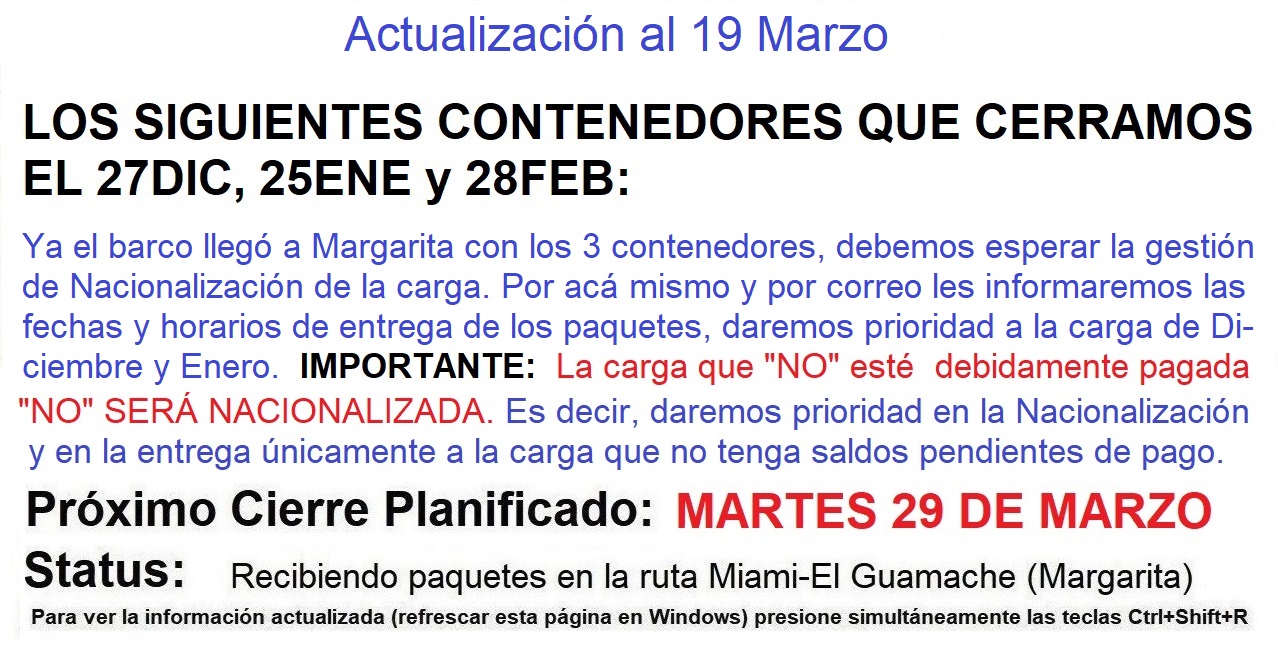 Actualización al 19 Marzo
LOS SIGUIENTES CONTENEDORES QUE CERRAMOS
EL 27DIC, 25ENE y 28FEB:
Ya el barco llegó a Margarita con los 3 contenedores, debemos esperar la gestión
de Nacionalización de la carga. Por acá mismo y por correo les informaremos las
fechas y horarios de entrega de los paquetes, daremos prioridad a la carga de Di-
ciembre y Enero. IMPORTANTE: La carga que "NO" esté debidamente pagada
"NO" SERÁ NACIONALIZADA. Es decir, daremos prioridad en la Nacionalización
y en la entrega únicamente a la carga que no tenga saldos pendientes de pago.
Próximo Cierre Planificado: MARTES 29 DE MARZO
Status: Recibiendo paquetes en la ruta Miami-El Guamache (Margarita)
Para ver la información actualizada (refrescar esta página en Windows) presione simultáneamente las teclas Ctrl+Shift+R